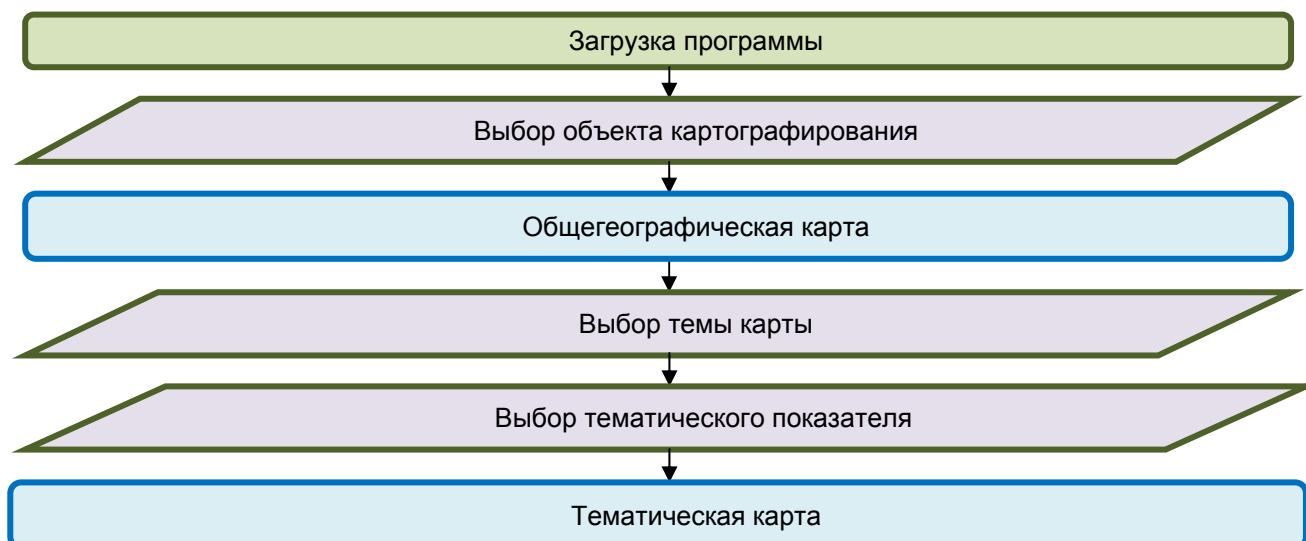 Загрузка программы
Выбор объекта картографирования
Общегеографическая карта
Выбор темы карты
Выбор тематического показателя
Тематическая карта